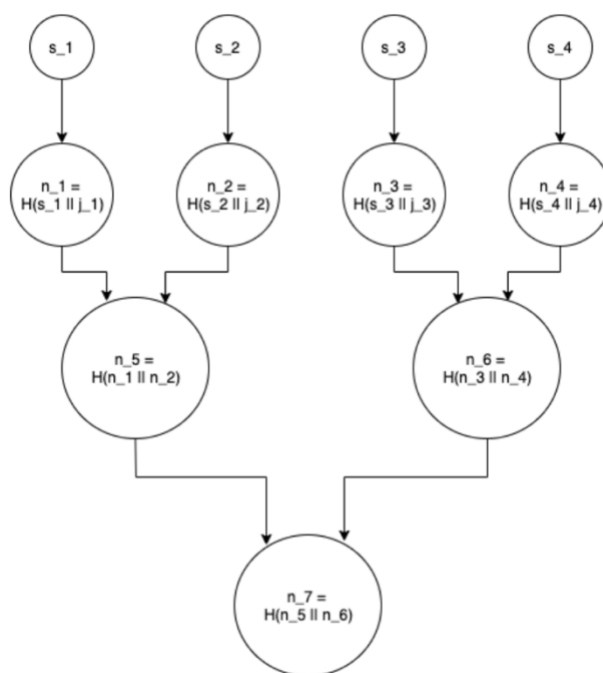 s_1
s_2
s_3
s_4
n_1 =
H(s_1 ll j_1)
n_2 =
H(s_2 ll j_2)
n_3 =
H(s_3 ll j_3)
n_4 =
H(s_4 ll j_4)
n_5 =
H(n_1 ll n_2)
n_6 =
H(n_3 ll n_4)
n_7 =
H(n_5 ll n_6)